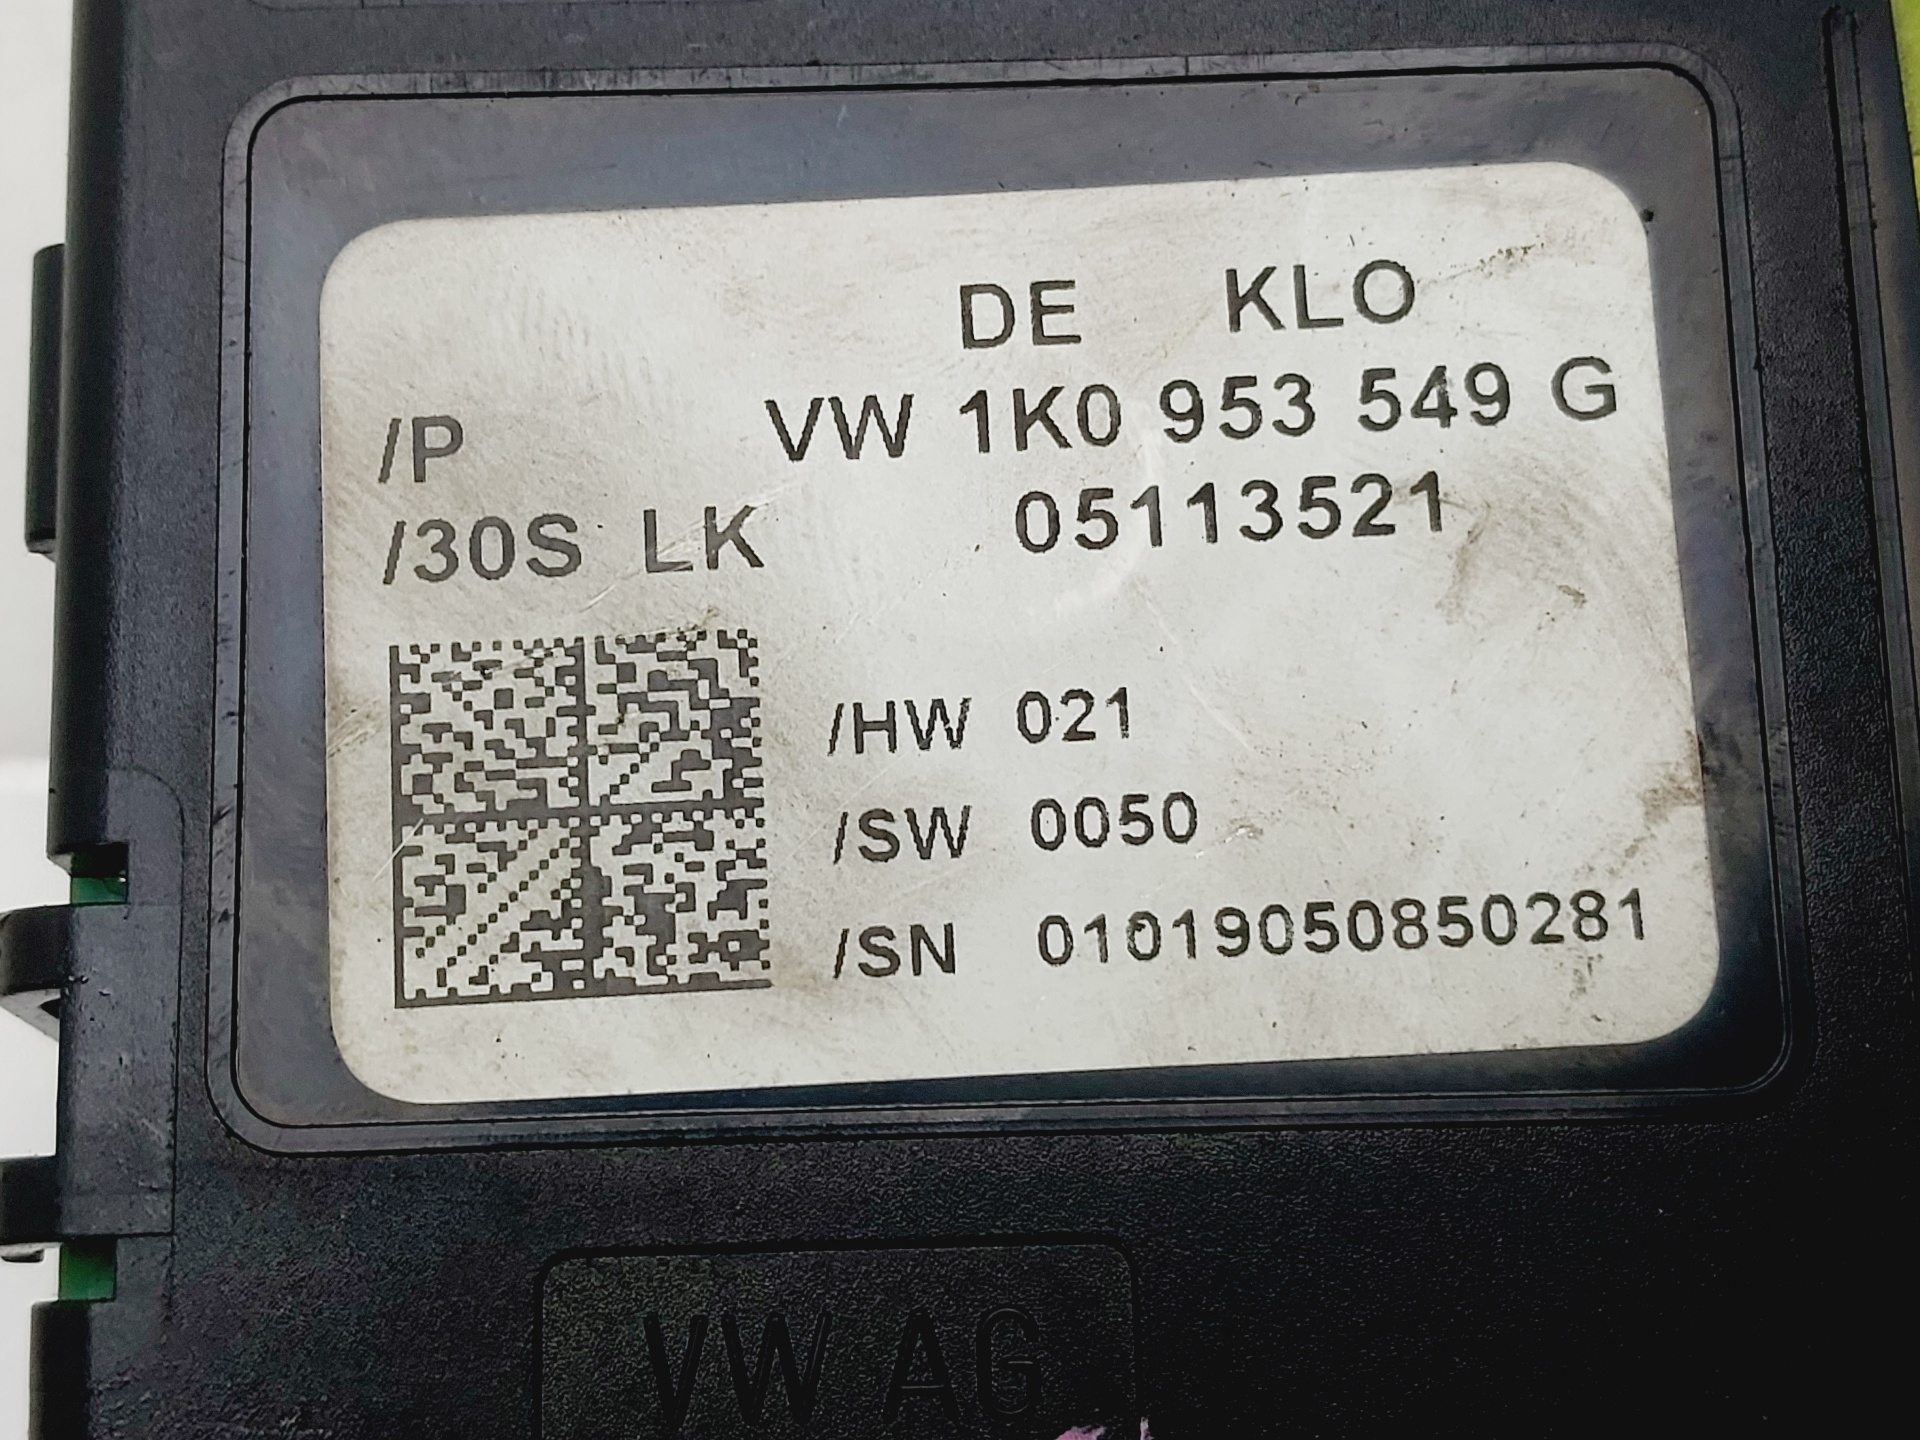 DE KLO
/P VW 1K0 953 549 G
/30S LK 05113521
/HW 021
/SW 0050
/SN 01019050850281
VW AG